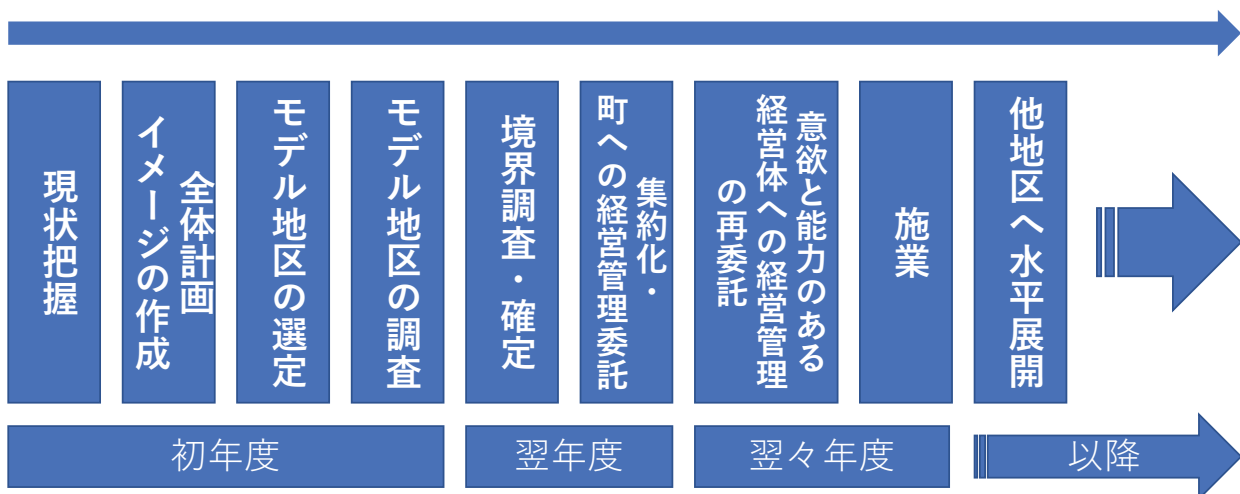 現状把握
全体計画
イメージの作成
モデル地区の選定
モデル地区の調査
境界調査・確定
集約化・
町への経営管理委託
意欲と能力のある
経営体への経営管理
の再委託
施業
他地区へ水平展開
初年度
翌年度
翌々年度
以降